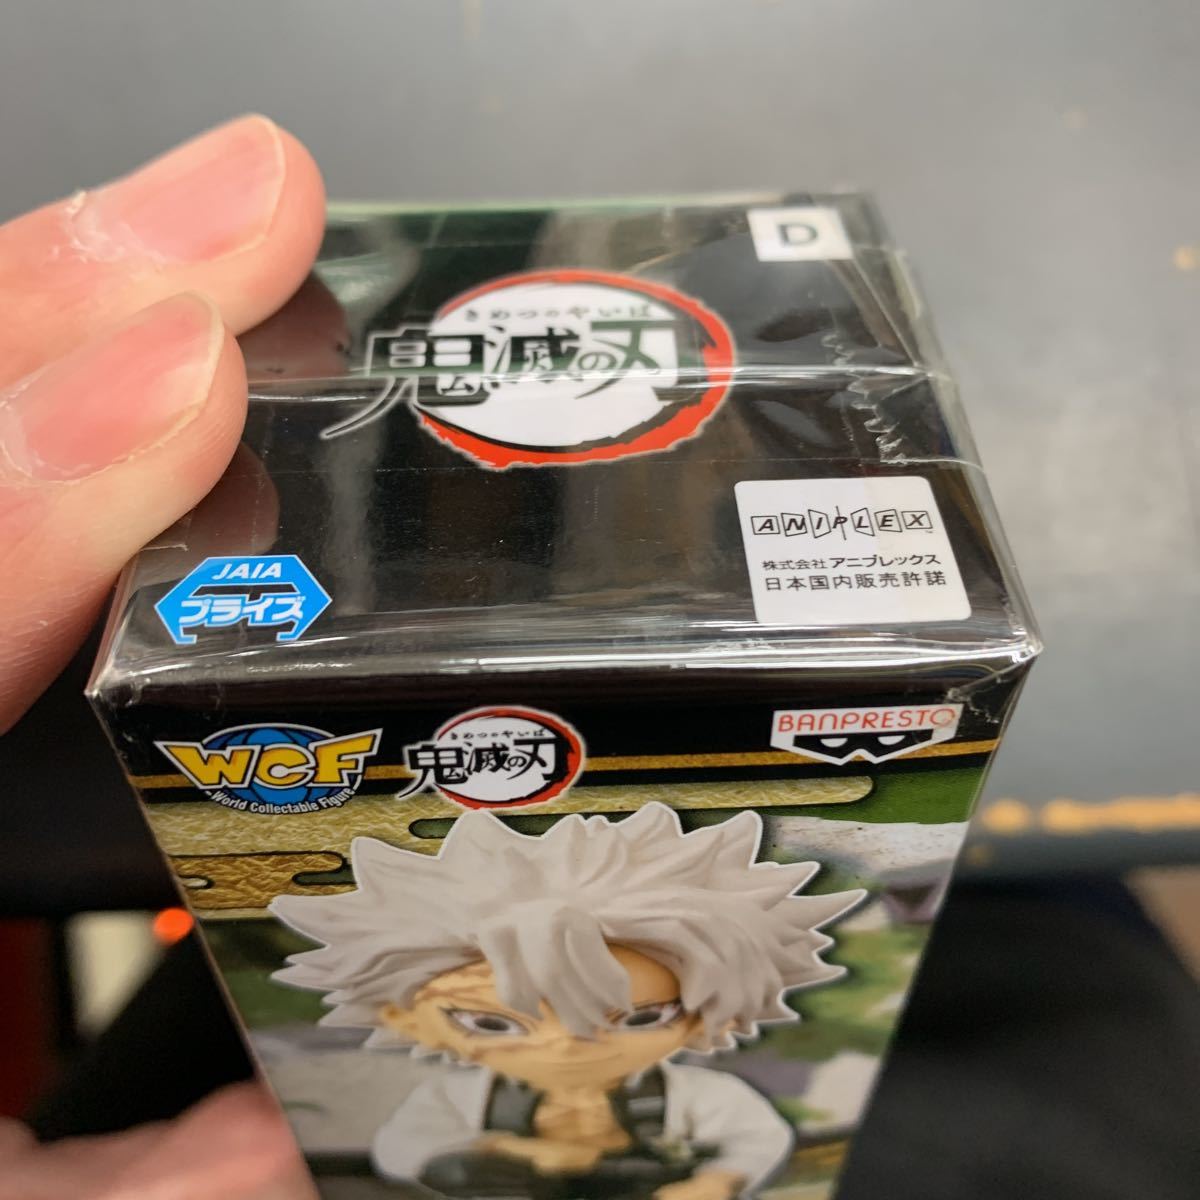 D
きめつのやいば
鬼滅の刃
ANIPLEX
株式会社 アニプレックス
日本国内販売許諾
JAIA
プライズ
WCF
World Collectable Figure
きめつのやいば
鬼滅の刃
BANPRESTO